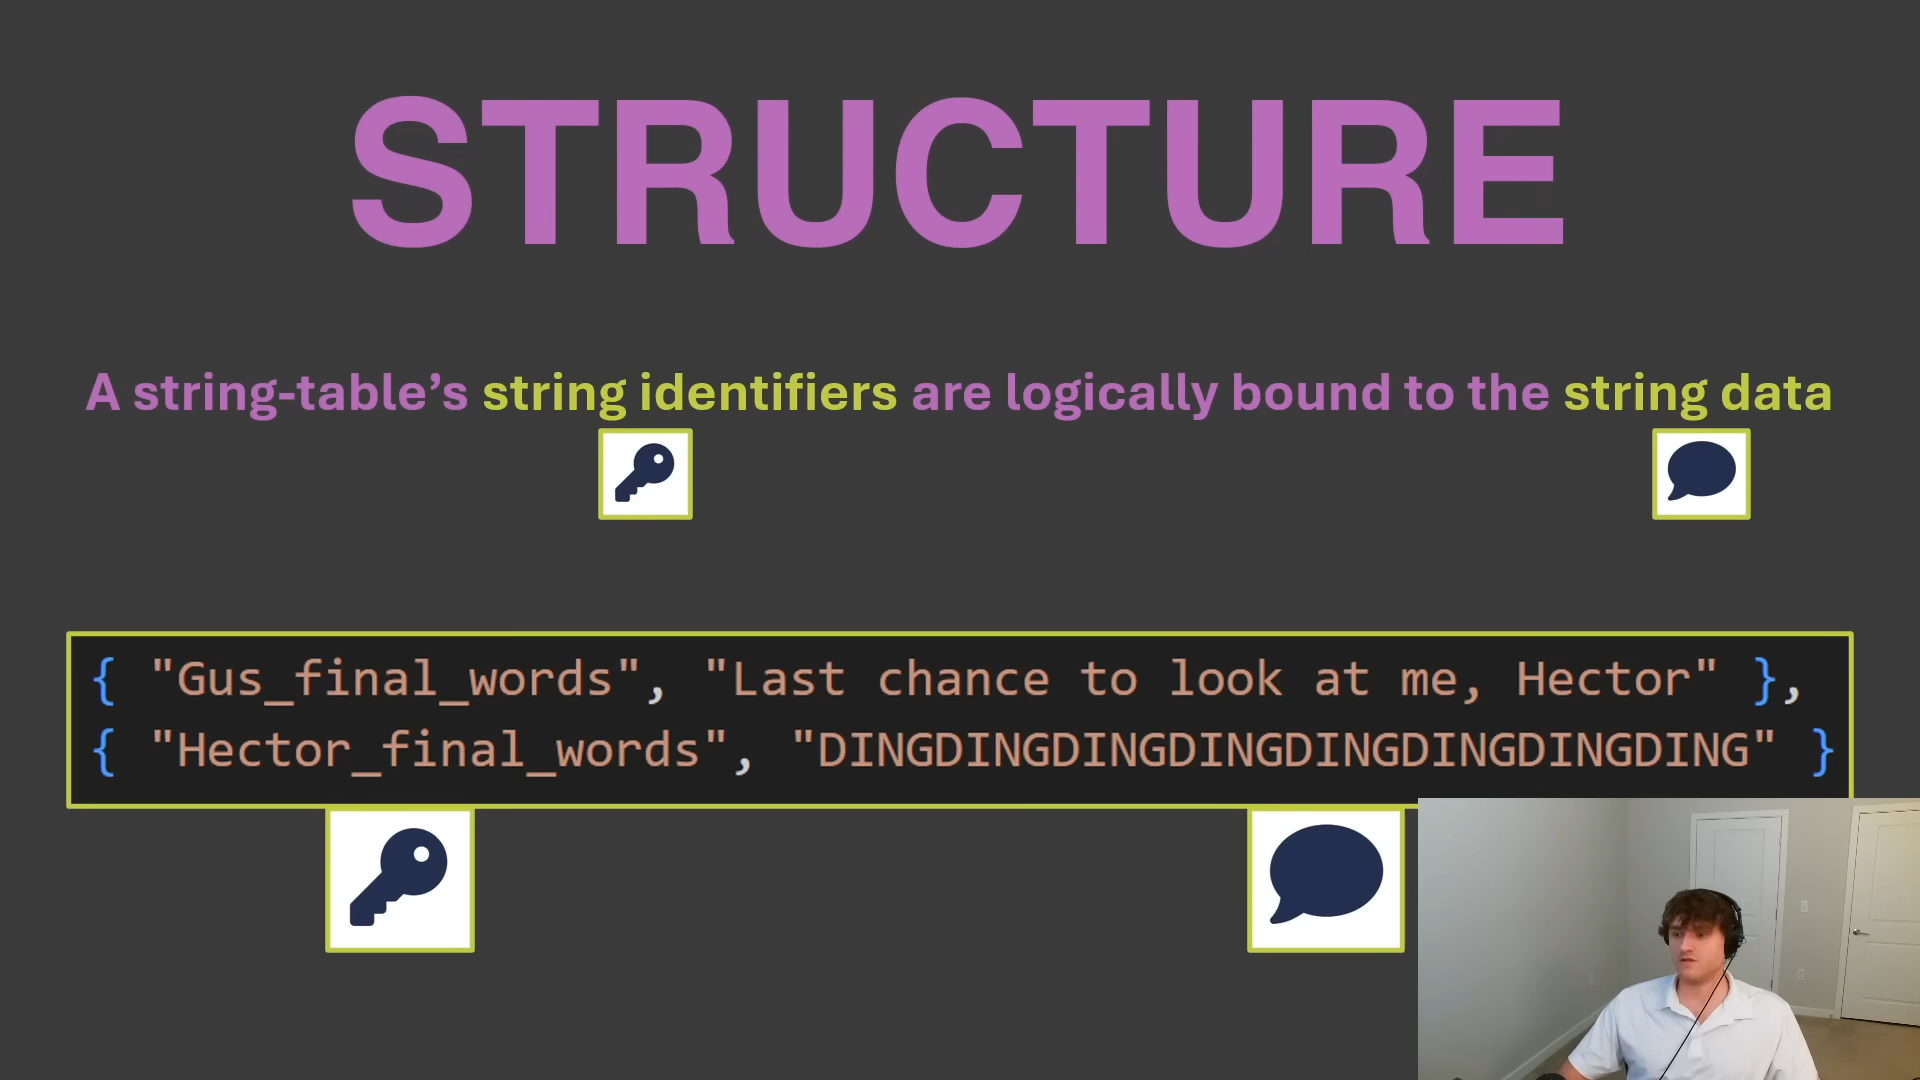 STRUCTURE
A string-table’s string identifiers are logically bound to the string data
{ "Gus_final_words", "Last chance to look at me, Hector" },
{ "Hector_final_words", "DINGDINGDINGDINGDINGDINGDINGDING" }